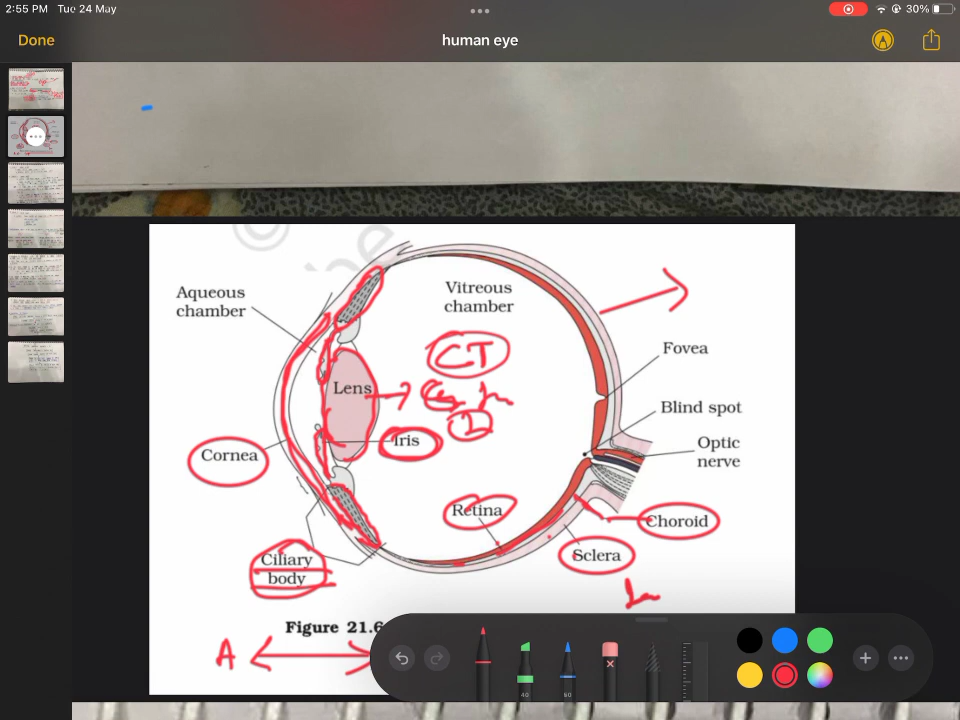 2:55 PM Tue 24 May
30%
Done
human eye
Aqueous
chamber
Vitreous
chamber
CT
Fovea
Lens
Blind spot
Iris
Optic
nerve
Cornea
Retina
Choroid
Sclera
Ciliary
body
Figure 21.6
A
40
60